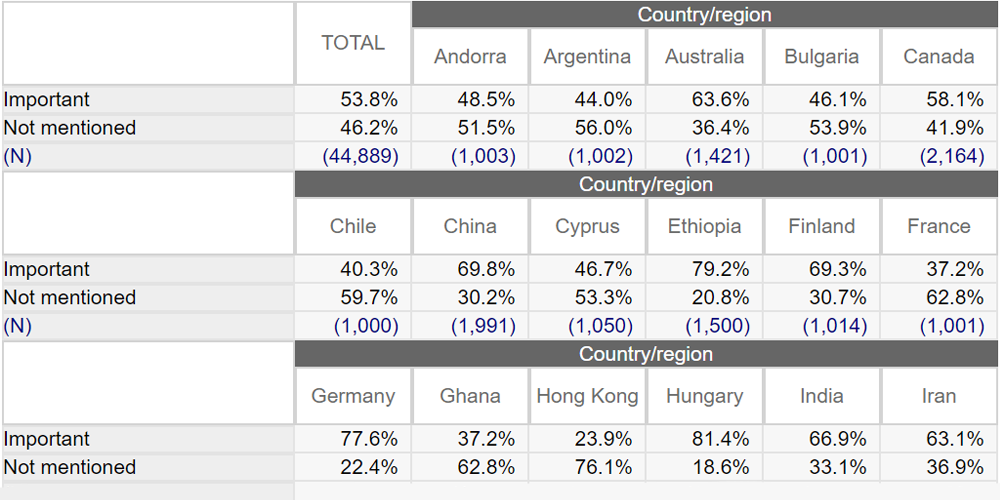 Country/region
TOTAL Andorra Argentina Australia Bulgaria Canada
Important 53.8% 48.5% 44.0% 63.6% 46.1% 58.1%
Not mentioned 46.2% 51.5% 56.0% 36.4% 53.9% 41.9%
(N) (44,889) (1,003) (1,002) (1,421) (1,001) (2,164)
Country/region
Chile China Cyprus Ethiopia Finland France
Important 40.3% 69.8% 46.7% 79.2% 69.3% 37.2%
Not mentioned 59.7% 30.2% 53.3% 20.8% 30.7% 62.8%
(N) (1,000) (1,991) (1,050) (1,500) (1,014) (1,001)
Country/region
Germany Ghana Hong Kong Hungary India Iran
Important 77.6% 37.2% 23.9% 81.4% 66.9% 63.1%
Not mentioned 22.4% 62.8% 76.1% 18.6% 33.1% 36.9%